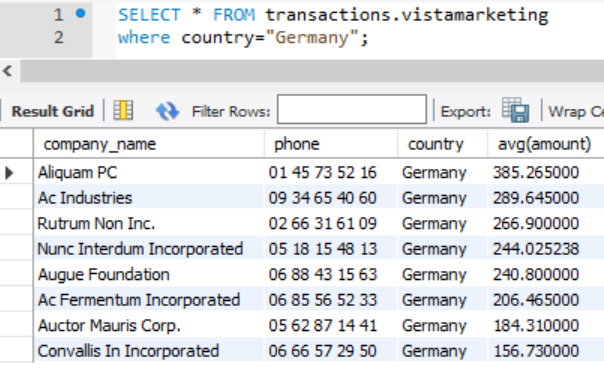 1 SELECT * FROM transactions.vistamarketing
2 where country="Germany";
Result Grid Filter Rows: Export: Wrap Ce
company_name phone country avg(amount)
Aliquam PC 01 45 73 52 16 Germany 385.265000
Ac Industries 09 34 65 40 60 Germany 289.645000
Rutrum Non Inc. 02 66 31 61 09 Germany 266.900000
Nunc Interdum Incorporated 05 18 15 48 13 Germany 244.025238
Augue Foundation 06 88 43 15 63 Germany 240.800000
Ac Fermentum Incorporated 06 85 56 52 33 Germany 206.465000
Auctor Mauris Corp. 05 62 87 14 41 Germany 184.310000
Convallis In Incorporated 06 66 57 29 50 Germany 156.730000